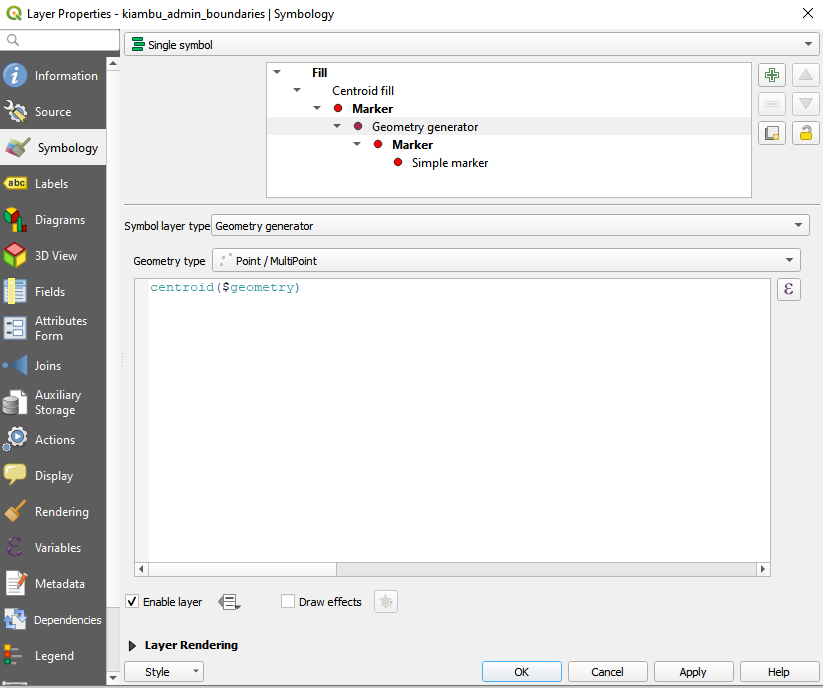 Layer Properties - kiambu_admin_boundaries | Symbology
Single symbol
Information
Source
Symbology
Labels
Diagrams
3D View
Fields
Attributes
Form
Joins
Auxiliary
Storage
Actions
Display
Rendering
Variables
Metadata
Dependencies
Legend
abc
Fill
Centroid fill
Marker
Geometry generator
Marker
Simple marker
Symbol layer type Geometry generator
Geometry type Point / MultiPoint
centroid($geometry)
ε
Enable layer
Draw effects
Layer Rendering
Style
OK
Cancel
Apply
Help